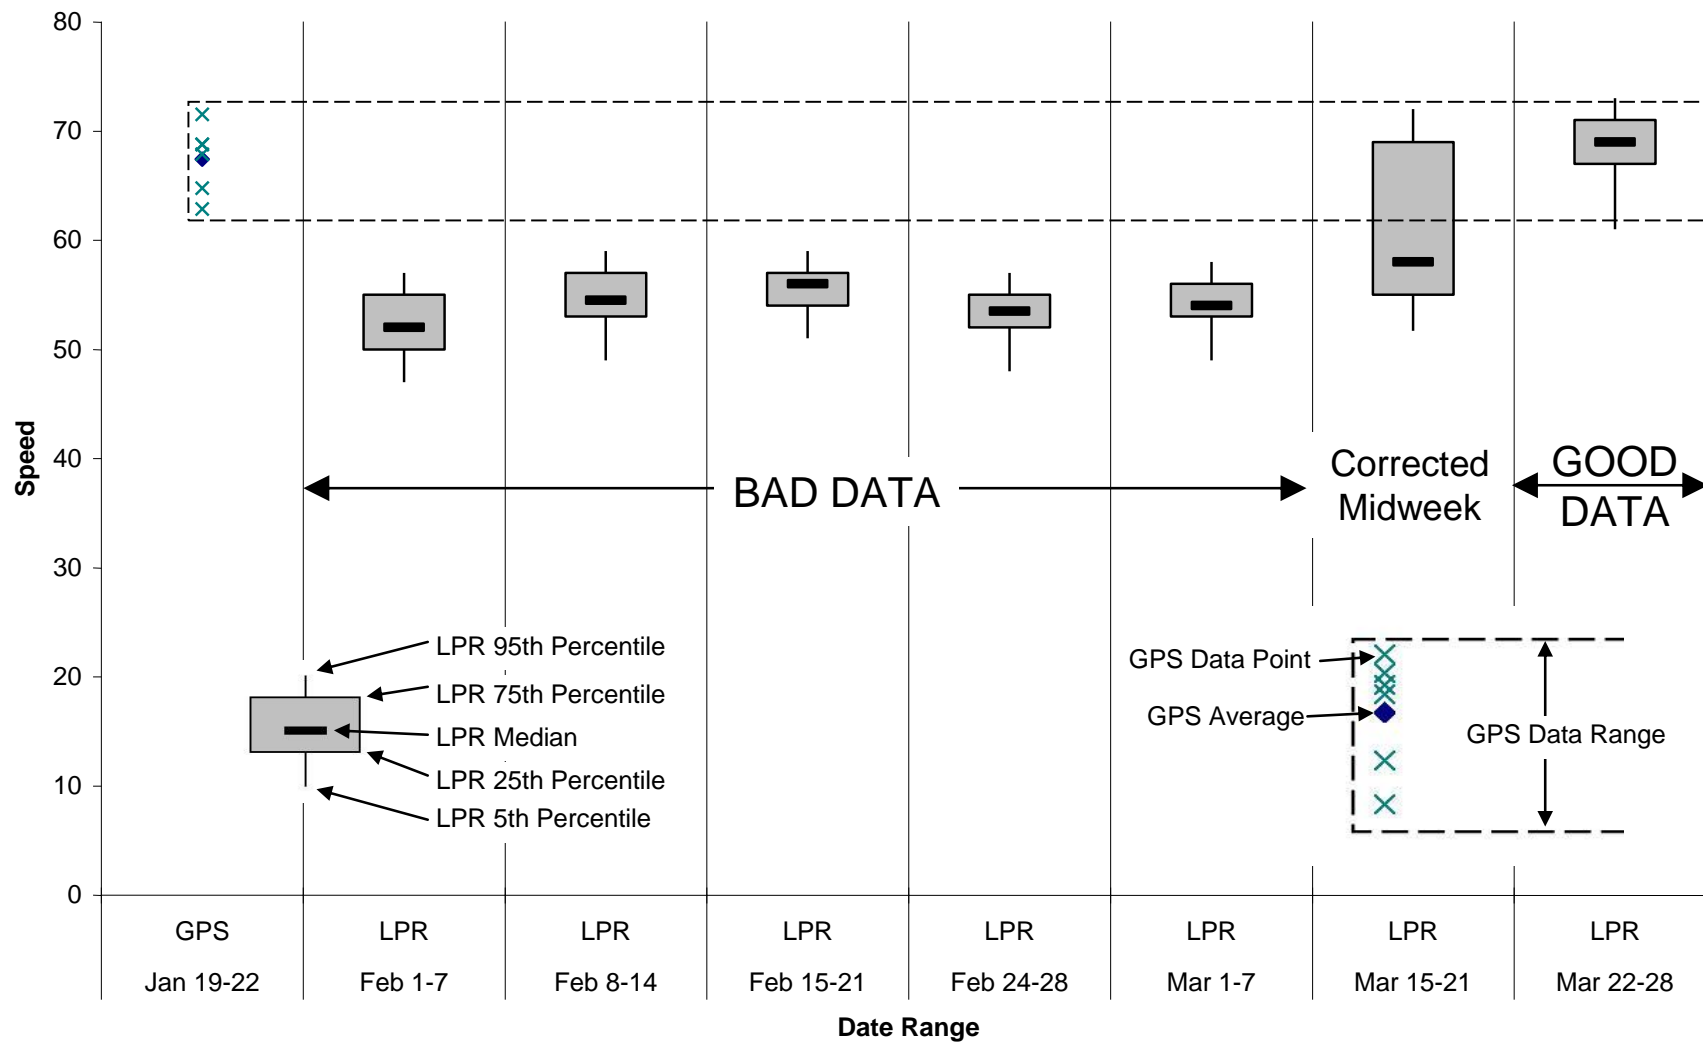 80
70
60
50
40
30
20
10
0
Speed
BAD DATA
Corrected
Midweek
GOOD
DATA
LPR 95th Percentile
LPR 75th Percentile
LPR Median
LPR 25th Percentile
LPR 5th Percentile
GPS Data Point
GPS Average
GPS Data Range
GPS LPR LPR LPR LPR LPR LPR LPR
Jan 19-22 Feb 1-7 Feb 8-14 Feb 15-21 Feb 24-28 Mar 1-7 Mar 15-21 Mar 22-28
Date Range